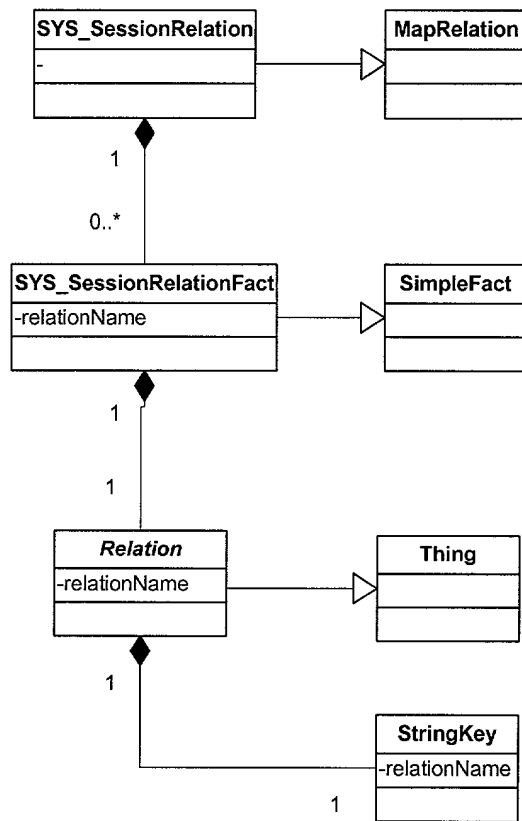 SYS_SessionRelation
-
MapRelation
1
0..*
SYS_SessionRelationFact
-relationName
SimpleFact
1
1
Relation
-relationName
Thing
1
StringKey
-relationName
1